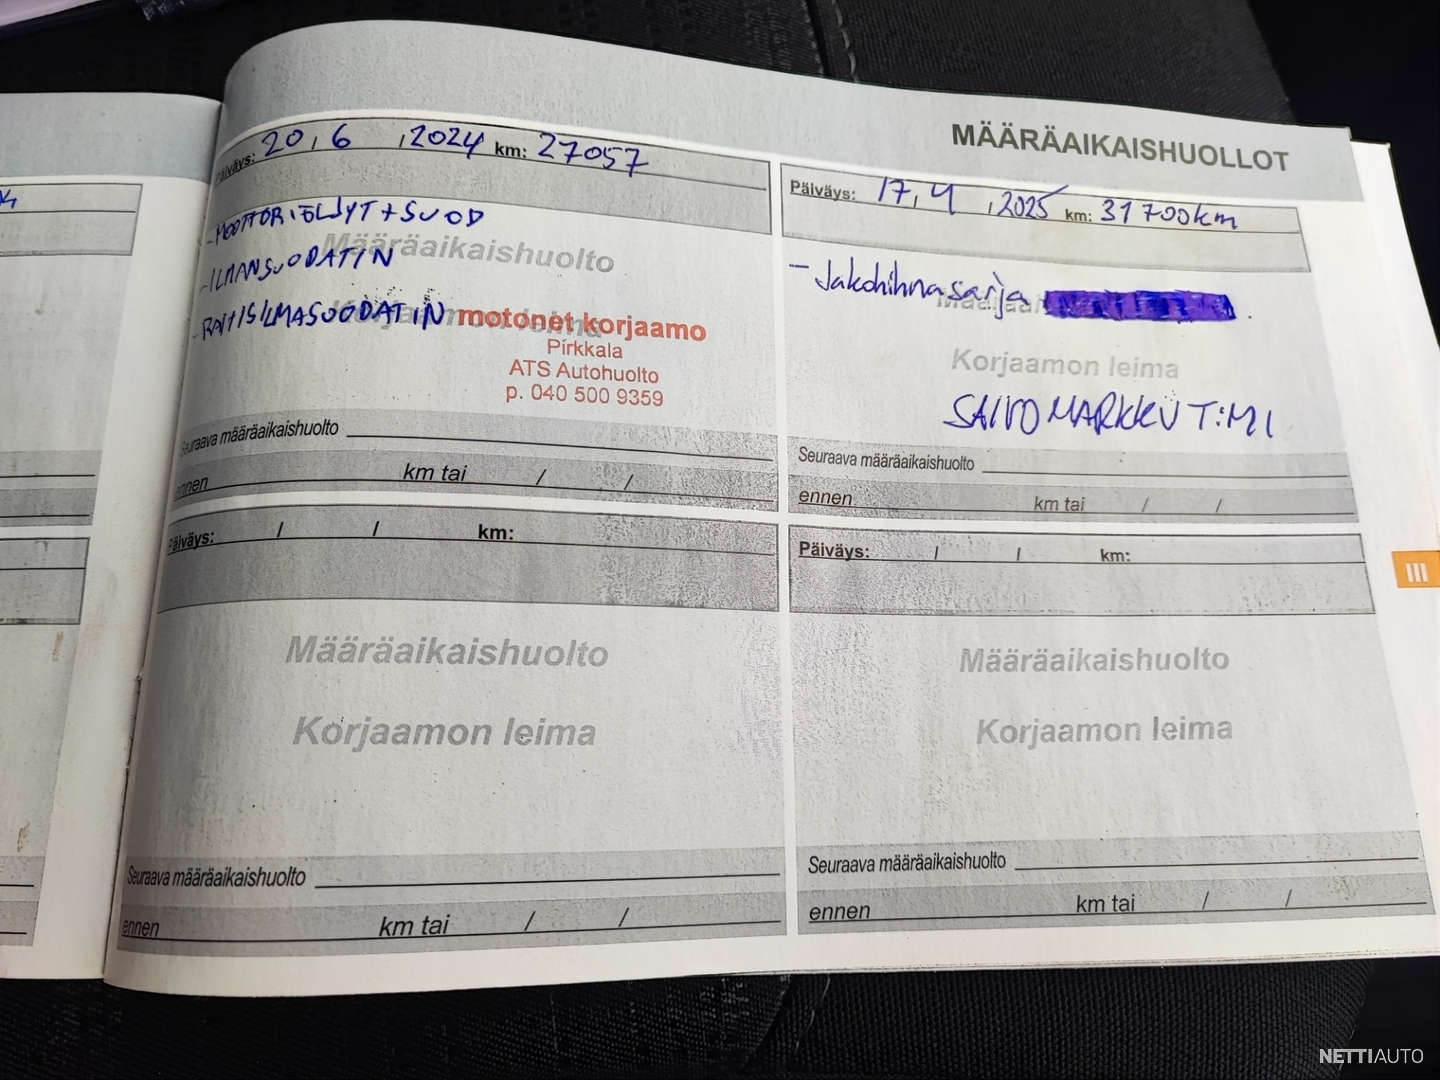 MÄÄRÄAIKAISHUOLLOT
Päiväys: 20, 6 , 2024 km: 27057
- MOOTTORIÖLJYT + SUOD
Määräaikaishuolto
- ILMANSUODATIN
Korjaamon leima
- RAITISILMASUODATIN
motonet korjaamo
Pirkkala
ATS Autohuolto
p. 040 500 9359
Seuraava määräaikaishuolto
ennen km tai / /
Päiväys: 17, 4 , 2025 km: 31700km
- Jakohihnasarja
Korjaamon leima
Seuraava määräaikaishuolto
ennen km tai / /
Päiväys: / / km:
Määräaikaishuolto
Korjaamon leima
Seuraava määräaikaishuolto
ennen km tai / /
Päiväys: / / km:
Määräaikaishuolto
Korjaamon leima
Seuraava määräaikaishuolto
ennen km tai / /
III
NETTIAUTO